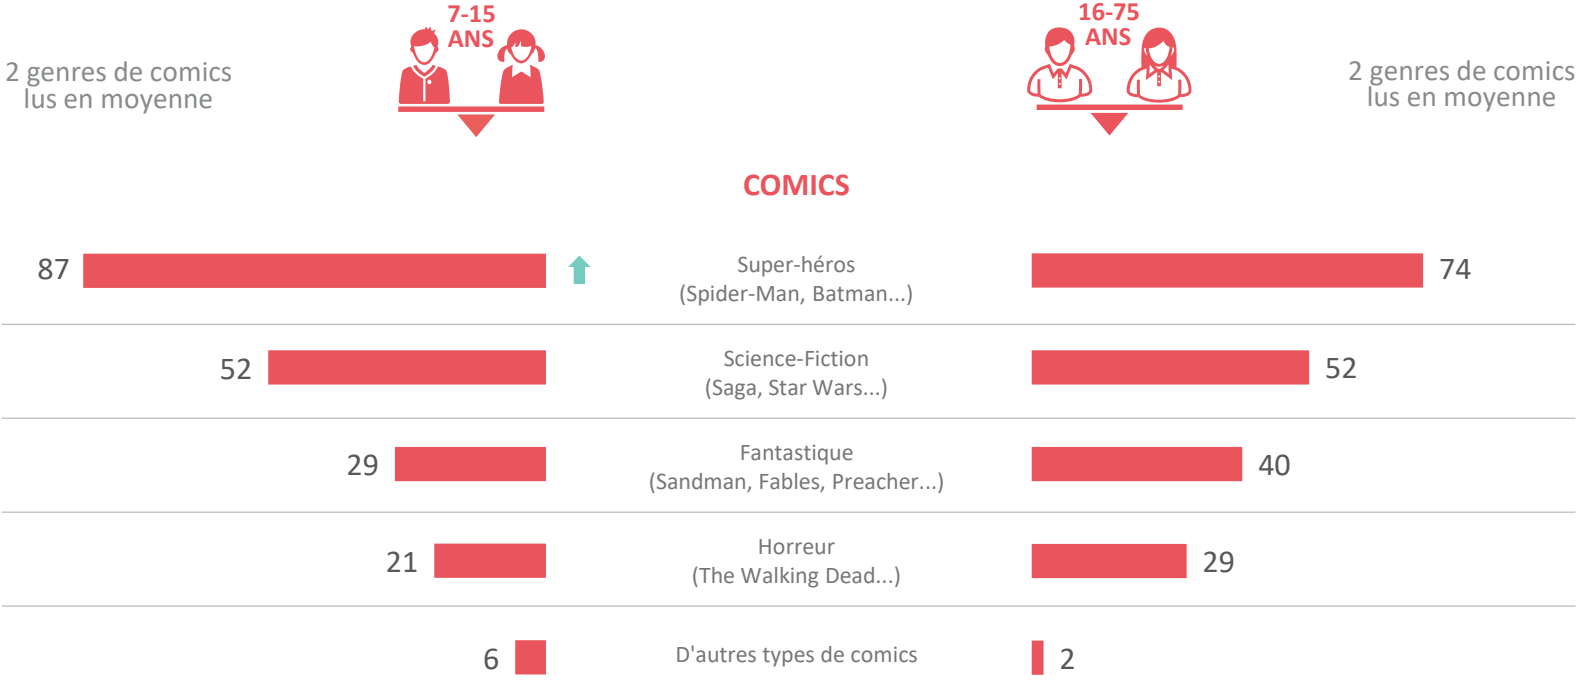 7-15
ANS
16-75
ANS
2 genres de comics
lus en moyenne
2 genres de comics
lus en moyenne
COMICS
87
Super-héros
(Spider-Man, Batman...)
74
52
Science-Fiction
(Saga, Star Wars...)
52
29
Fantastique
(Sandman, Fables, Preacher...)
40
21
Horreur
(The Walking Dead...)
29
6
D'autres types de comics
2